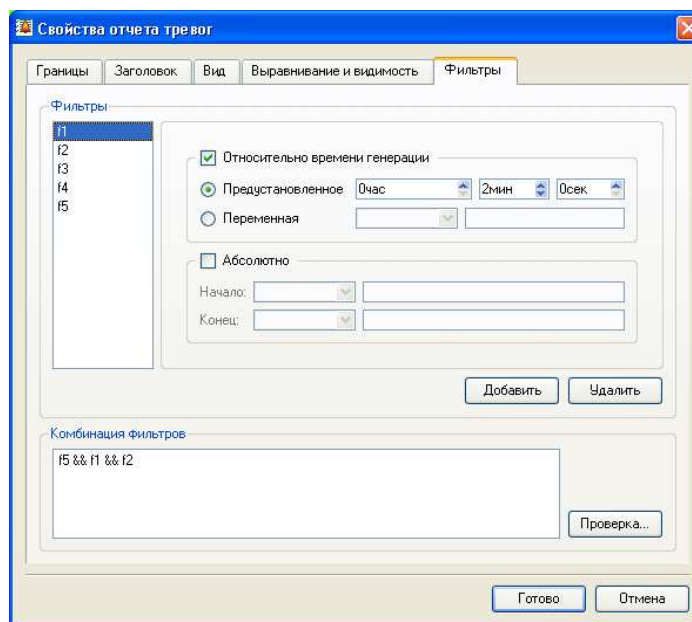 Свойства отчета тревог
Границы Заголовок Вид Выравнивание и видимость Фильтры
Фильтры
f1
f2
f3
f4
f5
Относительно времени генерации
Предустановленное 0час 2мин 0сек
Переменная
Абсолютно
Начало:
Конец:
Добавить Удалить
Комбинация фильтров
f5 && f1 && f2
Проверка...
Готово Отмена